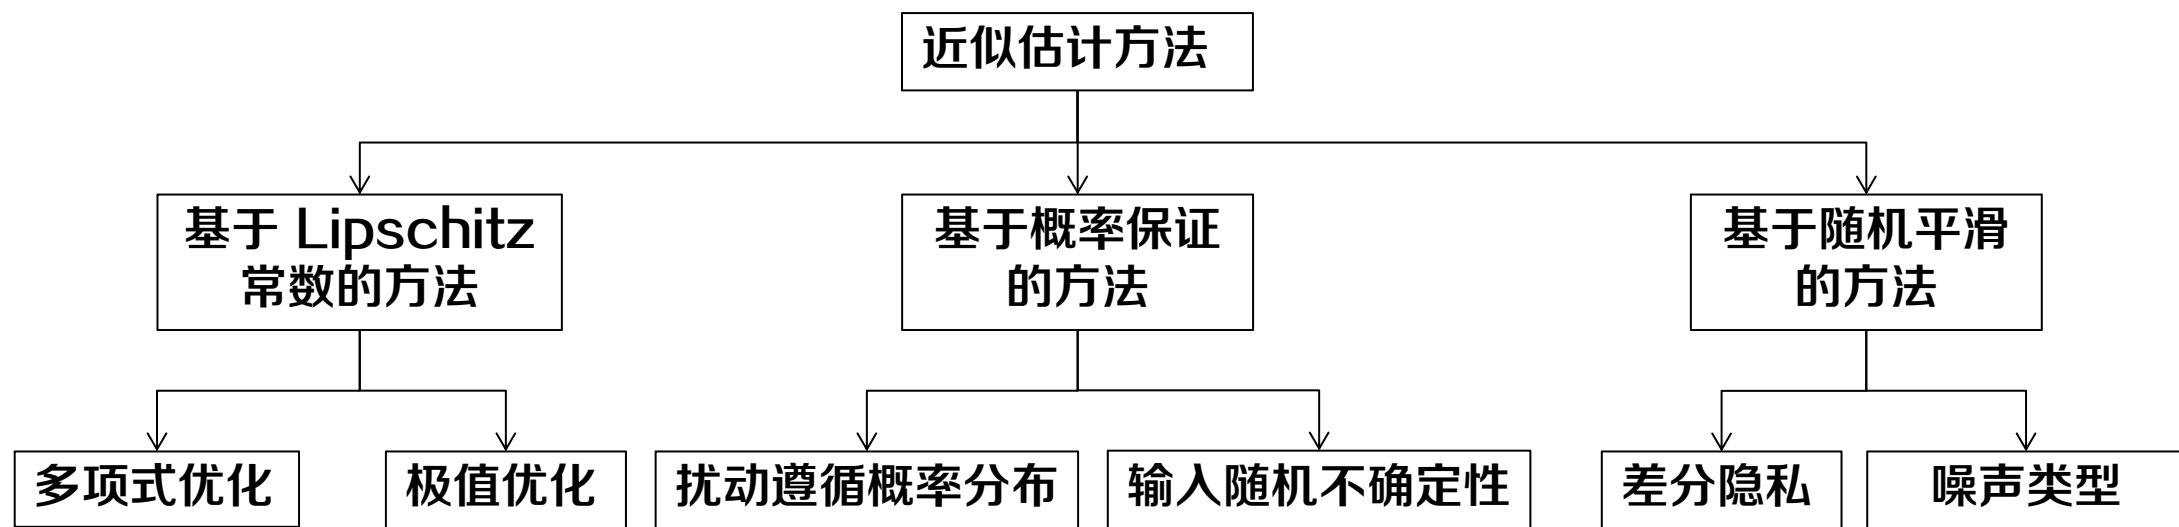 近似估计方法
基于 Lipschitz
常数的方法
基于概率保证
的方法
基于随机平滑
的方法
多项式优化
极值优化
扰动遵循概率分布
输入随机不确定性
差分隐私
噪声类型